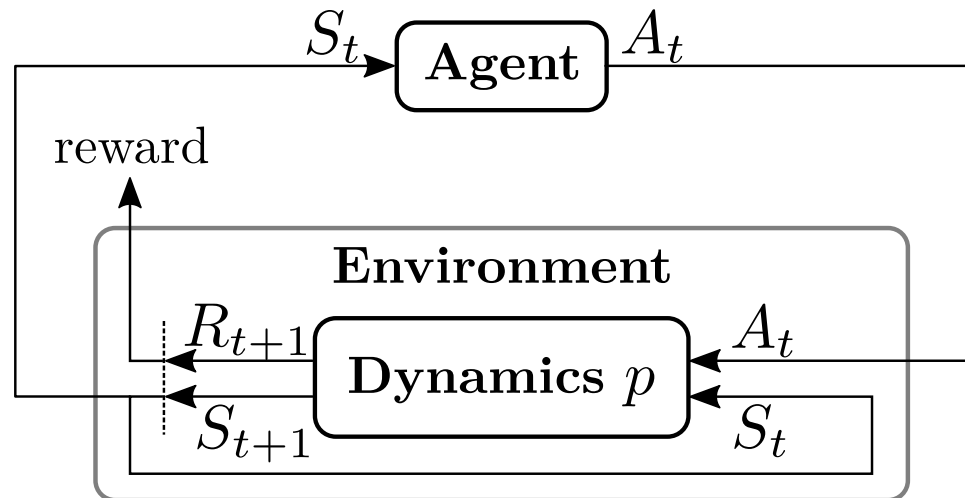 S_t Agent A_t
reward
Environment
R_{t+1} A_t
Dynamics p
S_{t+1} S_t